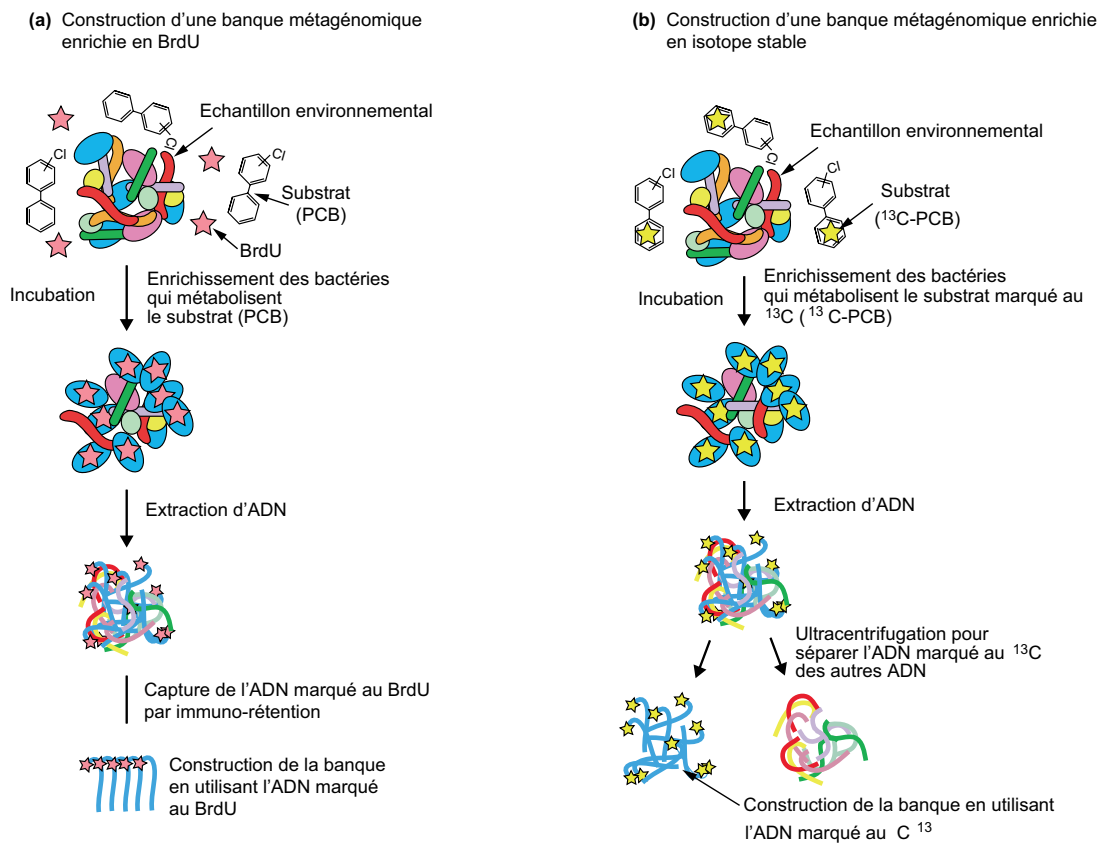 (a) Construction d'une banque métagénomique
enrichie en BrdU
Cl
Cl
Cl
Echantillon environnemental
Substrat
(PCB)
BrdU
Incubation
Enrichissement des bactéries
qui métabolisent
le substrat (PCB)
Extraction d'ADN
Capture de l'ADN marqué au BrdU
par immuno-rétention
Construction de la banque
en utilisant l'ADN marqué
au BrdU
(b) Construction d'une banque métagénomique enrichie
en isotope stable
Cl
Cl
Cl
Echantillon environnemental
Substrat
(¹³C-PCB)
Incubation
Enrichissement des bactéries
qui métabolisent le substrat marqué au
¹³C ( ¹³ C-PCB)
Extraction d'ADN
Ultracentrifugation pour
séparer l'ADN marqué au ¹³C
des autres ADN
Construction de la banque en utilisant
l'ADN marqué au C ¹³